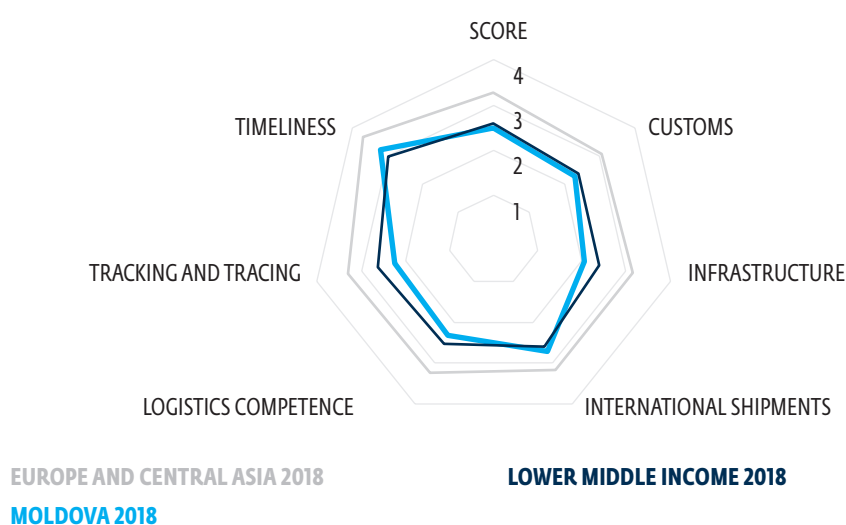 SCORE
4
TIMELINESS
CUSTOMS
3
2
1
TRACKING AND TRACING
INFRASTRUCTURE
LOGISTICS COMPETENCE
INTERNATIONAL SHIPMENTS
EUROPE AND CENTRAL ASIA 2018
LOWER MIDDLE INCOME 2018
MOLDOVA 2018